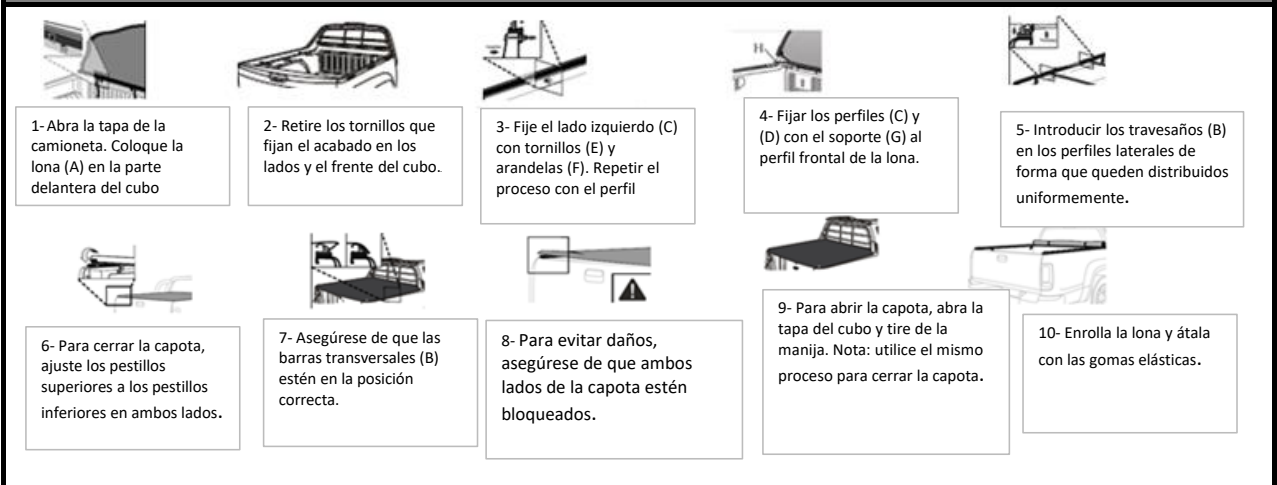 1- Abra la tapa de la
camioneta. Coloque la
lona (A) en la parte
delantera del cubo
2- Retire los tornillos que
fijan el acabado en los
lados y el frente del cubo.
3- Fije el lado izquierdo (C)
con tornillos (E) y
arandelas (F). Repetir el
proceso con el perfil
H
4- Fijar los perfiles (C) y
(D) con el soporte (G) al
perfil frontal de la lona.
5- Introducir los travesaños (B)
en los perfiles laterales de
forma que queden distribuidos
uniformemente.
6- Para cerrar la capota,
ajuste los pestillos
superiores a los pestillos
inferiores en ambos lados.
7- Asegúrese de que las
barras transversales (B)
estén en la posición
correcta.
8- Para evitar daños,
asegúrese de que ambos
lados de la capota estén
bloqueados.
9- Para abrir la capota, abra la
tapa del cubo y tire de la
manija. Nota: utilice el mismo
proceso para cerrar la capota.
10- Enrolla la lona y átala
con las gomas elásticas.